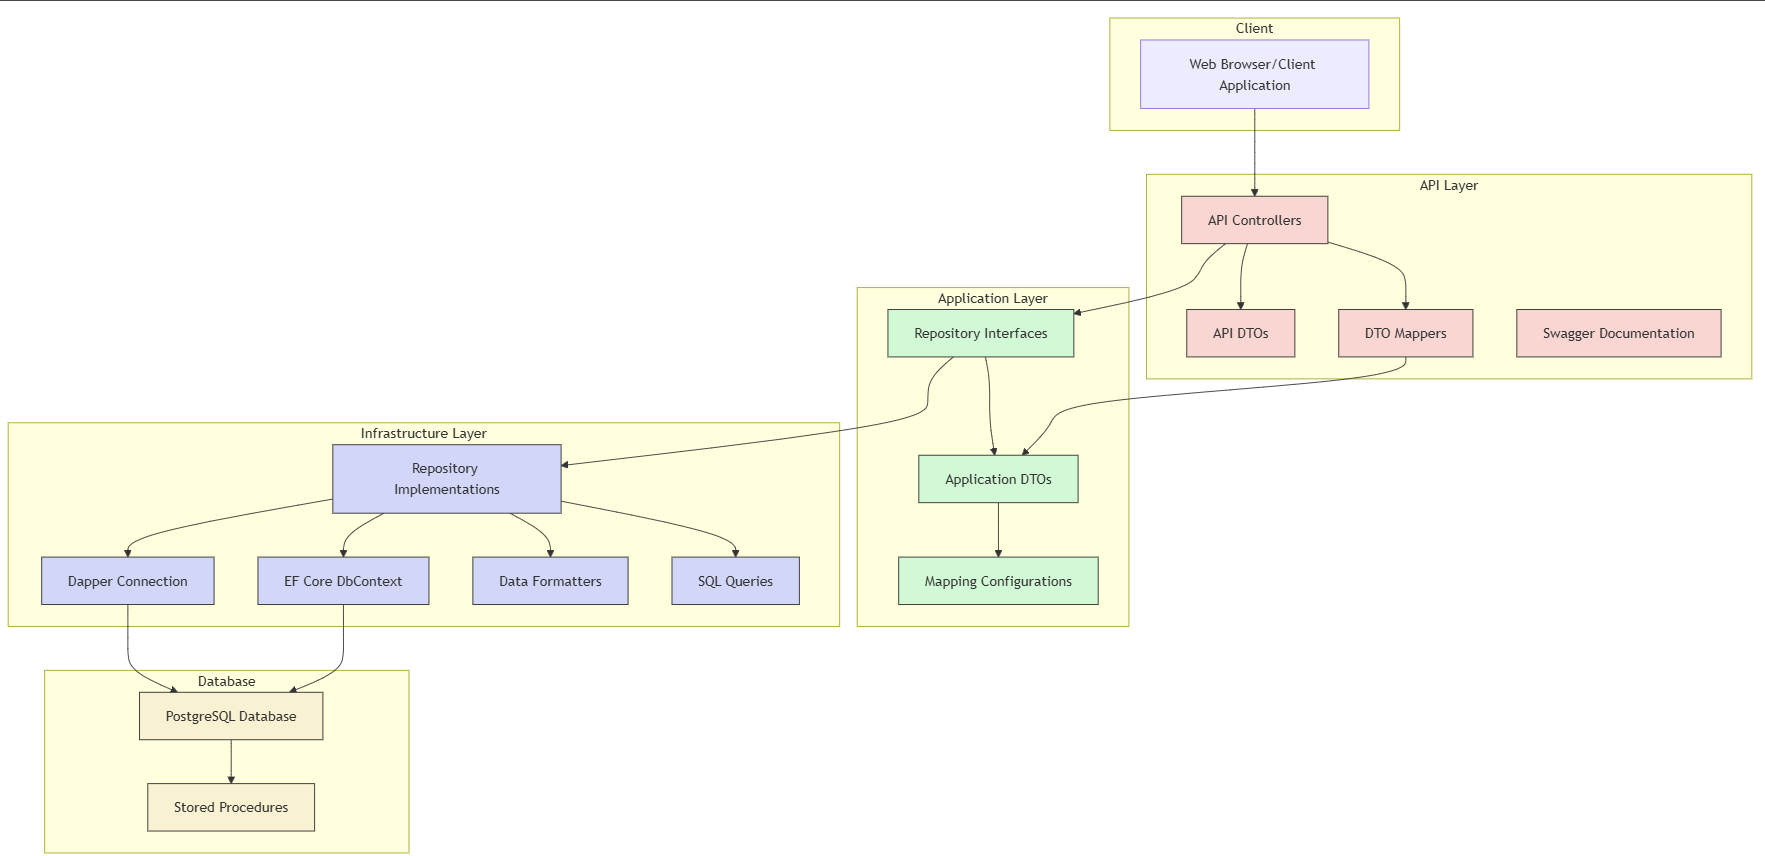 Client
Web Browser/Client
Application
API Layer
API Controllers
Application Layer
Repository Interfaces
API DTOs
DTO Mappers
Swagger Documentation
Infrastructure Layer
Repository
Implementations
Application DTOs
Dapper Connection
EF Core DbContext
Data Formatters
SQL Queries
Mapping Configurations
Database
PostgreSQL Database
Stored Procedures